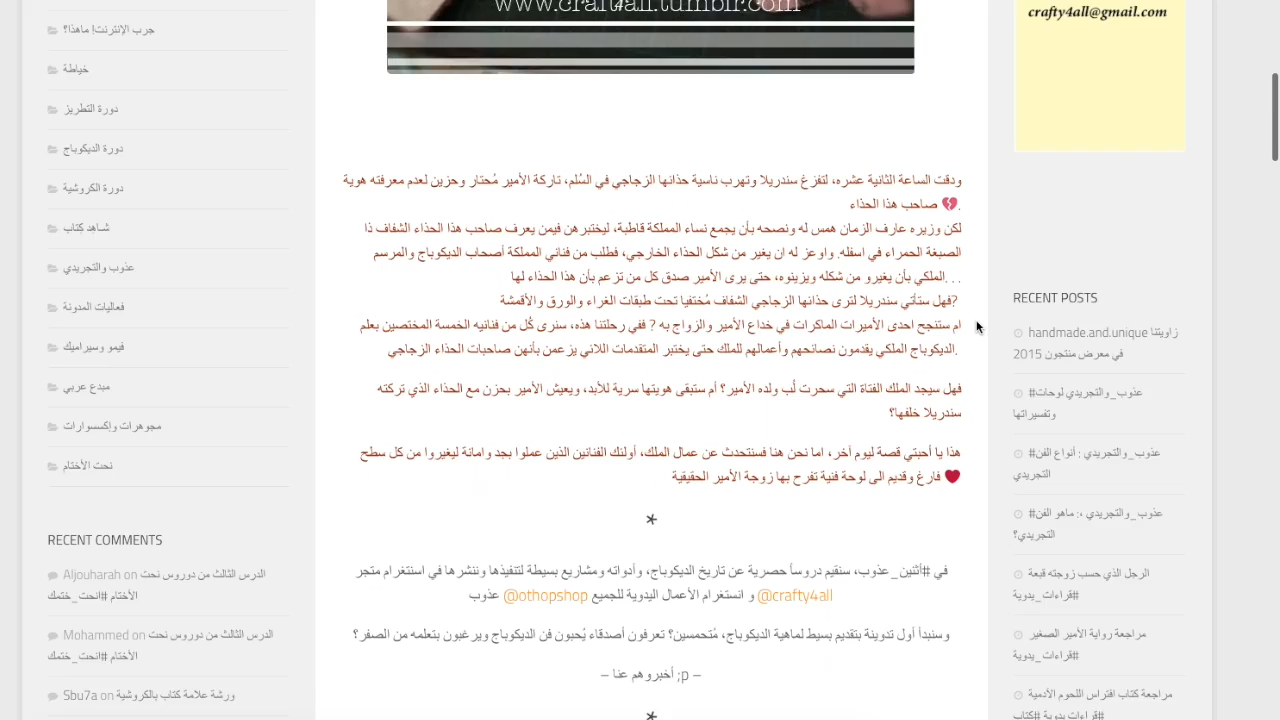 www.craft4all.tumblr.com
crafty4all@gmail.com
جرب الإنترنت! ماهذا؟
خياطة
دورة التطريز
دورة الديكوباج
دورة الكروشية
شاهد كتاب
عذوب والتجريدي
فعاليات المدونة
فيمو وسيراميك
مبدع عربي
مجوهرات وإكسسوارات
نحت الأختام
RECENT COMMENTS
Aljouharah on الدرس الثالث من دوروس نحت
الأختام #انحت_ختمك
Mohammed on الدرس الثالث من دوروس نحت
الأختام #انحت_ختمك
Sbu7a on ورشة علامة كتاب بالكروشية
ودقت الساعة الثانية عشره، لتفزغ سندريلا وتهرب ناسية حذائها الزجاجي في السُلم، تاركة الأمير مُحتار وحزين لعدم معرفته هوية
.💔 صاحب هذا الحذاء
لكن وزيره عارف الزمان همس له ونصحه بأن يجمع نساء المملكة قاطبة، ليختبرهن فيمن يعرف صاحب هذا الحذاء الشفاف ذا
الصبغة الحمراء في اسفله. واوعز له ان يغير من شكل الحذاء الخارجي، فطلب من فناني المملكة أصحاب الديكوباج والمرسم
. . .الملكي بأن يغيرو من شكله ويزينوه، حتى يرى الأمير صدق كل من تزعم بأن هذا الحذاء لها
?فهل ستأتي سندريلا لترى حذائها الزجاجي الشفاف مُختفيا تحت طبقات الغراء والورق والأقمشة
ام ستنجح احدى الأميرات الماكرات في خداع الأمير والزواج به ? ففي رحلتنا هذه، سنرى كُل من فنانيه الخمسة المختصين بعلم
.الديكوباج الملكي يقدمون نصائحهم وأعمالهم للملك حتى يختبر المتقدمات اللائي يزعمن بأنهن صاحبات الحذاء الزجاجي
فهل سيجد الملك الفتاة التي سحرت لُب ولده الأمير؟ أم ستبقى هويتها سرية للأبد، ويعيش الأمير بحزن مع الحذاء الذي تركته
سندريلا خلفها؟
هذا يا أحبتي قصة ليوم آخر، اما نحن هنا فسنتحدث عن عمال الملك، أولئك الفنانين الذين عملوا بجد وامانة ليغيروا من كل سطح
❤ فارغ وقديم الى لوحة فنية تفرح بها زوجة الأمير الحقيقية
*
في #أثنين_عذوب، سنقيم دروساً حصرية عن تاريخ الديكوباج، وأدواته ومشاريع بسيطة لتنفيذها وننشرها في انستغرام متجر
عذوب @othopshop و انستغرام الأعمال اليدوية للجميع @crafty4all
وسنبدأ أول تدوينة بتقديم بسيط لماهية الديكوباج، مُتحمسين؟ تعرفون أصدقاء يُحبون فن الديكوباج ويرغبون بتعلمه من الصفر؟
– أخبروهم عنا ;p –
*
RECENT POSTS
handmade.and.unique زاويتنا
في معرض منتجون 2015
#عذوب_والتجريدي لوحات
وتفسيراتها
#عذوب_والتجريدي : أنواع الفن
التجريدي
#عذوب_والتجريدي ،: ماهو الفن
التجريدي؟
الرجل الذي حسب زوجته قبعة
#قراءات_يدوية
مراجعة رواية الأمير الصغير
#قراءات_يدوية
مراجعة كتاب افتراس اللحوم الآدمية
#قراءات_يدوية #كتاب